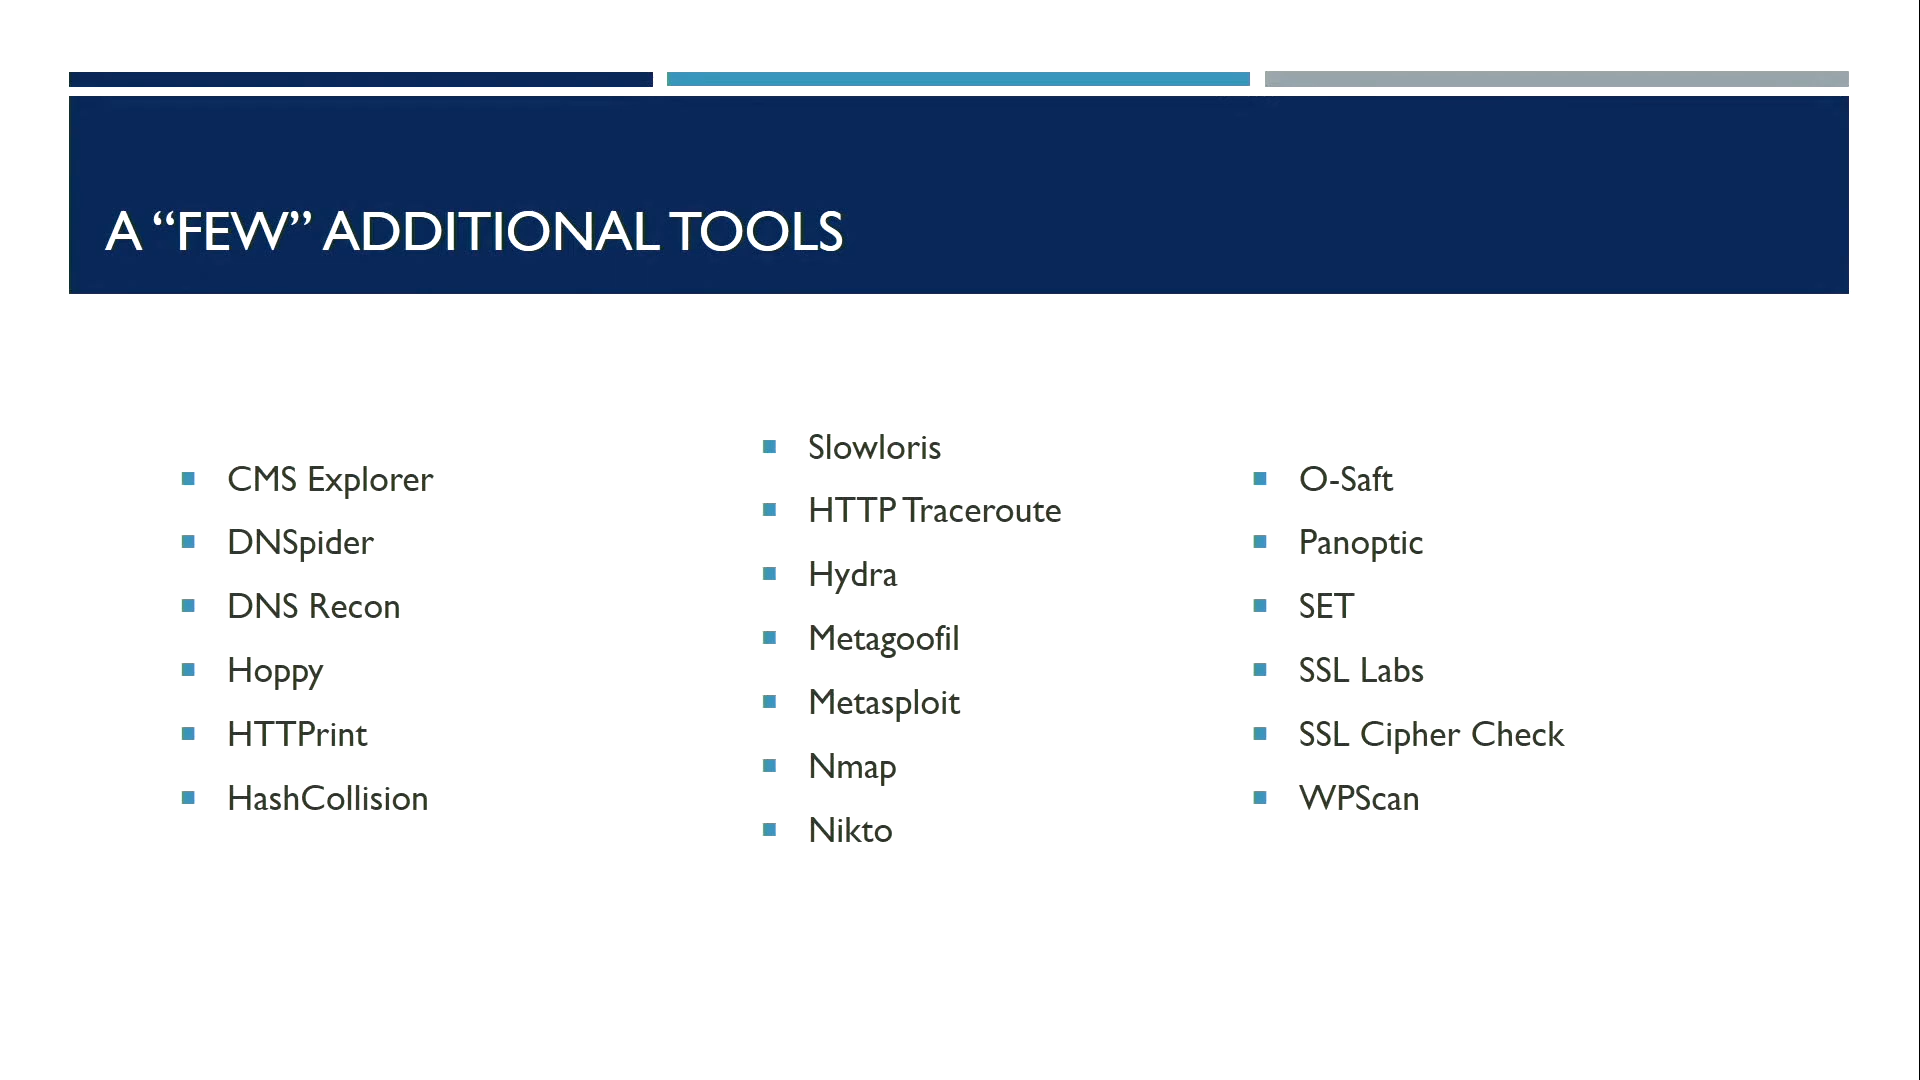 A “FEW” ADDITIONAL TOOLS
CMS Explorer
DNSpider
DNS Recon
Hoppy
HTTPrint
HashCollision
Slowloris
HTTP Traceroute
Hydra
Metagoofil
Metasploit
Nmap
Nikto
O-Saft
Panoptic
SET
SSL Labs
SSL Cipher Check
WPScan